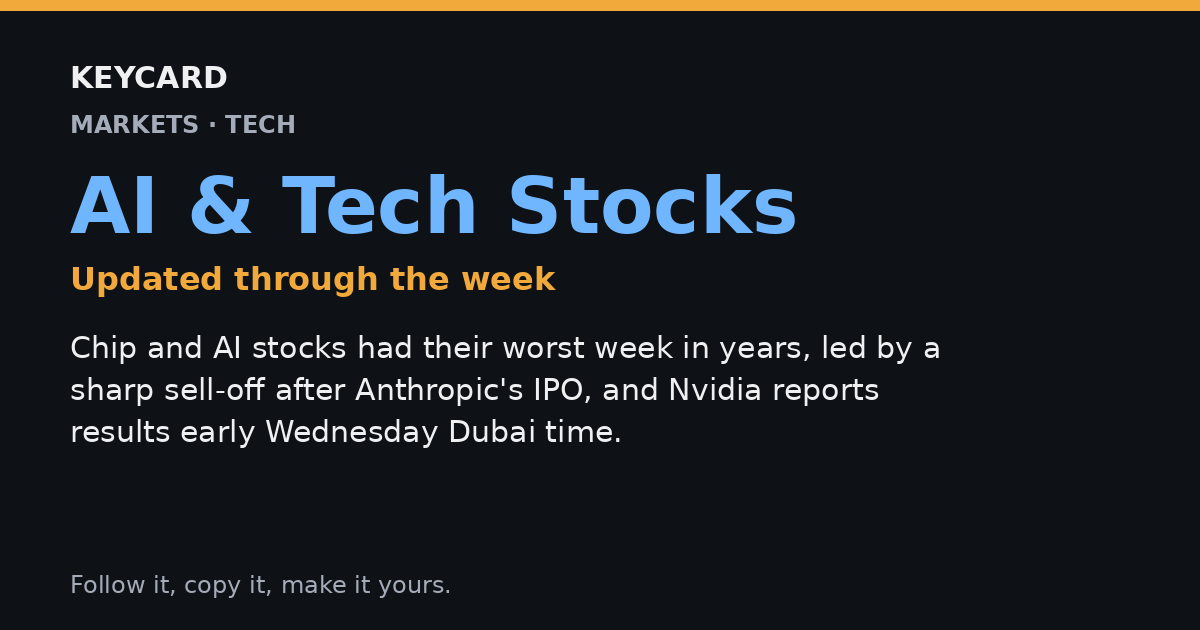 KEYCARD
MARKETS · TECH
AI & Tech Stocks
Updated through the week
Chip and AI stocks had their worst week in years, led by a
sharp sell-off after Anthropic's IPO, and Nvidia reports
results early Wednesday Dubai time.
Follow it, copy it, make it yours.